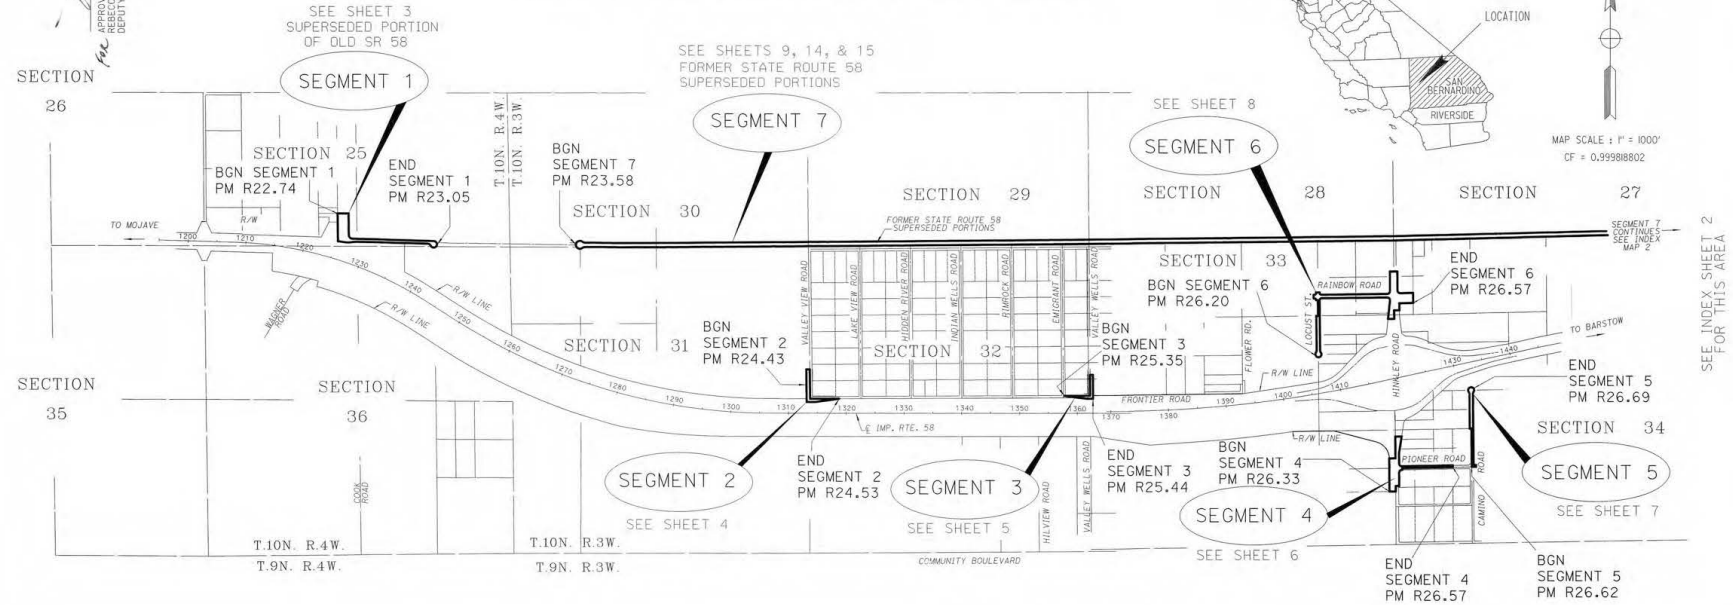 APPROV
REBECC
DEPUTY
FOR
SEE SHEET 3
SUPERSEDED PORTION
OF OLD SR 58
SEGMENT 1
SECTION
26
SECTION 25
BGN SEGMENT 1
PM R22.74
END
SEGMENT 1
PM R23.05
R/W
TO MOJAVE
T.10N. R.4W.
T.10N. R.3W.
BGN
SEGMENT 7
PM R23.58
SEE SHEETS 9, 14, & 15
FORMER STATE ROUTE 58
SUPERSEDED PORTIONS
SEGMENT 7
SECTION 30
SECTION 29
FORMER STATE ROUTE 58
SUPERSEDED PORTIONS
SEE SHEET 8
SEGMENT 6
SECTION 28
SECTION 27
LOCATION
SAN
BERNARDINO
RIVERSIDE
MAP SCALE : 1" = 1000'
CF = 0.999818802
SEGMENT 7
CONTINUES
SEE INDEX
MAP 2
SEE INDEX SHEET 2
FOR THIS AREA
1200
1210
1220
1230
1240
1250
1260
1270
1280
1290
1300
1310
1320
1330
1340
1350
1360
1370
1380
1390
1400
1410
1430
1440
R/W LINE
R/W LINE
WAGNER
ROAD
SECTION 31
BGN
SEGMENT 2
PM R24.43
VALLEY VIEW ROAD
LAKE VIEW ROAD
HIDDEN RIVER ROAD
INDIAN WELLS ROAD
RIMROCK ROAD
EMIGRANT ROAD
VALLEY WELLS ROAD
SECTION 32
BGN
SEGMENT 3
PM R25.35
SECTION 33
BGN SEGMENT 6
PM R26.20
FLOWER RD.
LOCUST ST.
RAINBOW ROAD
END
SEGMENT 6
PM R26.57
HINKLEY ROAD
TO BARSTOW
R/W LINE
FRONTIER ROAD
END
SEGMENT 5
PM R26.69
SECTION
35
SECTION
36
COOK
ROAD
℄ IMP. RTE. 58
SEGMENT 2
SEE SHEET 4
END
SEGMENT 2
PM R24.53
SEGMENT 3
SEE SHEET 5
HILVIEW ROAD
VALLEY WELLS ROAD
END
SEGMENT 3
PM R25.44
BGN
SEGMENT 4
PM R26.33
R/W LINE
SEGMENT 4
SEE SHEET 6
PIONEER ROAD
CAMINO ROAD
SECTION 34
SEGMENT 5
SEE SHEET 7
T.10N. R.4W.
T.9N. R.4W.
T.10N. R.3W.
T.9N. R.3W.
COMMUNITY BOULEVARD
END
SEGMENT 4
PM R26.57
BGN
SEGMENT 5
PM R26.62